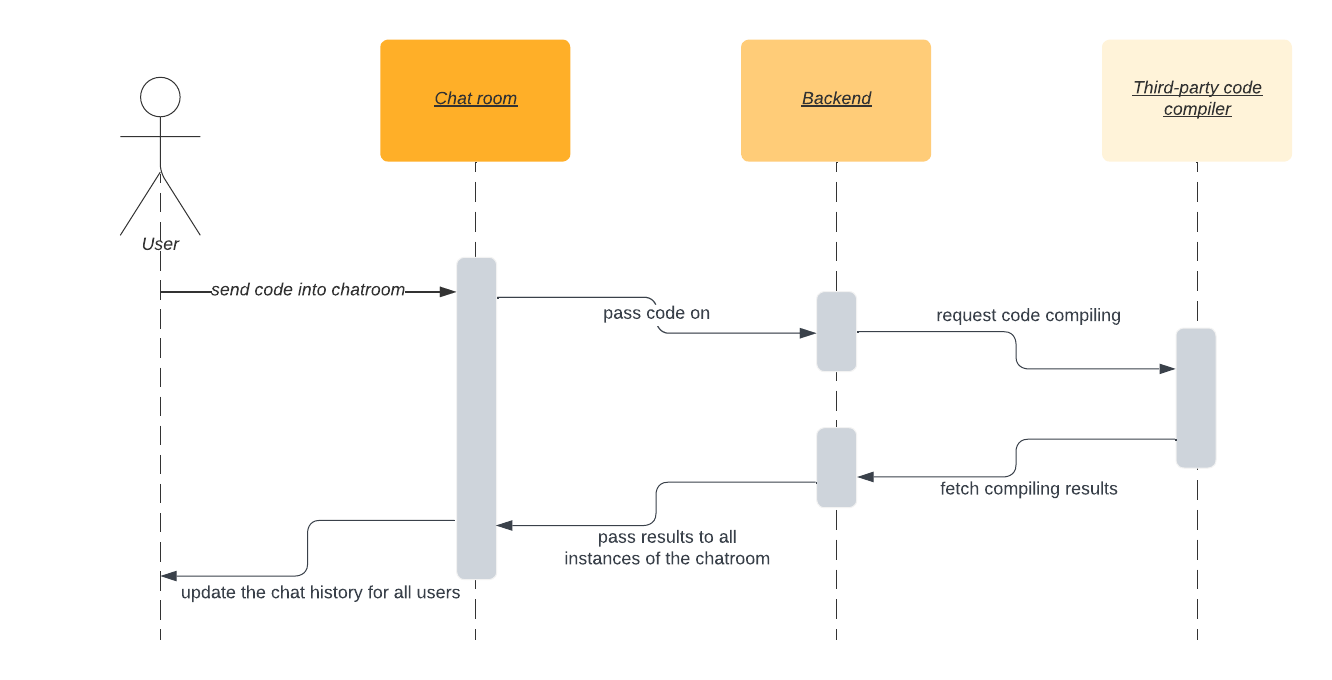 Chat room
Backend
Third-party code
compiler
User
send code into chatroom
pass code on
request code compiling
fetch compiling results
pass results to all
instances of the chatroom
update the chat history for all users